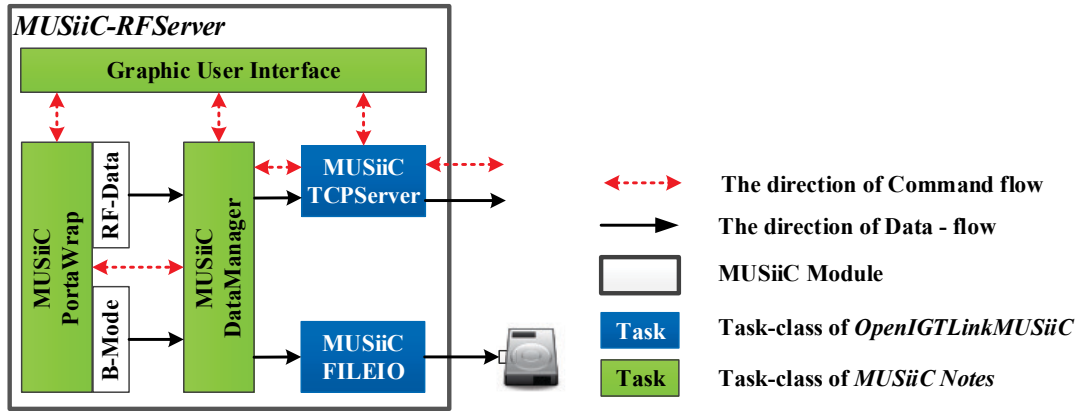 MUSiiC-RFServer
Graphic User Interface
MUSiiC
PortaWrap
RF-Data
B-Mode
MUSiiC
DataManager
MUSiiC
TCPServer
MUSiiC
FILEIO
The direction of Command flow
The direction of Data - flow
MUSiiC Module
Task
Task-class of OpenIGTLinkMUSiiC
Task
Task-class of MUSiiC Notes